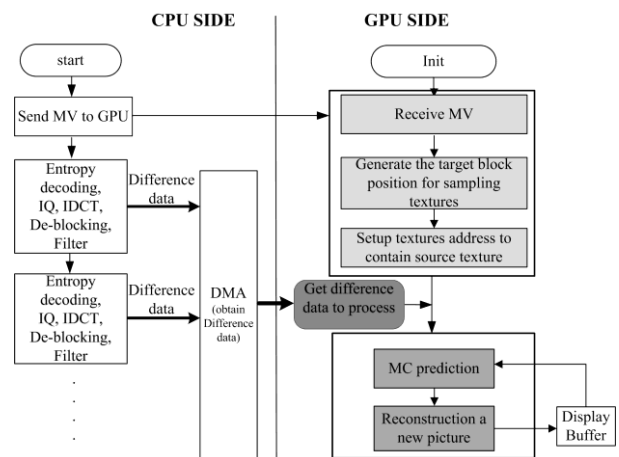 CPU SIDE
GPU SIDE
start
Init
Send MV to GPU
Receive MV
Entropy
decoding,
IQ, IDCT,
De-blocking,
Filter
Difference
data
Generate the target block
position for sampling
textures
Setup textures address to
contain source texture
Entropy
decoding,
IQ, IDCT,
De-blocking,
Filter
Difference
data
DMA
(obtain
Difference
data)
Get difference
data to process
MC prediction
Reconstruction a
new picture
Display
Buffer